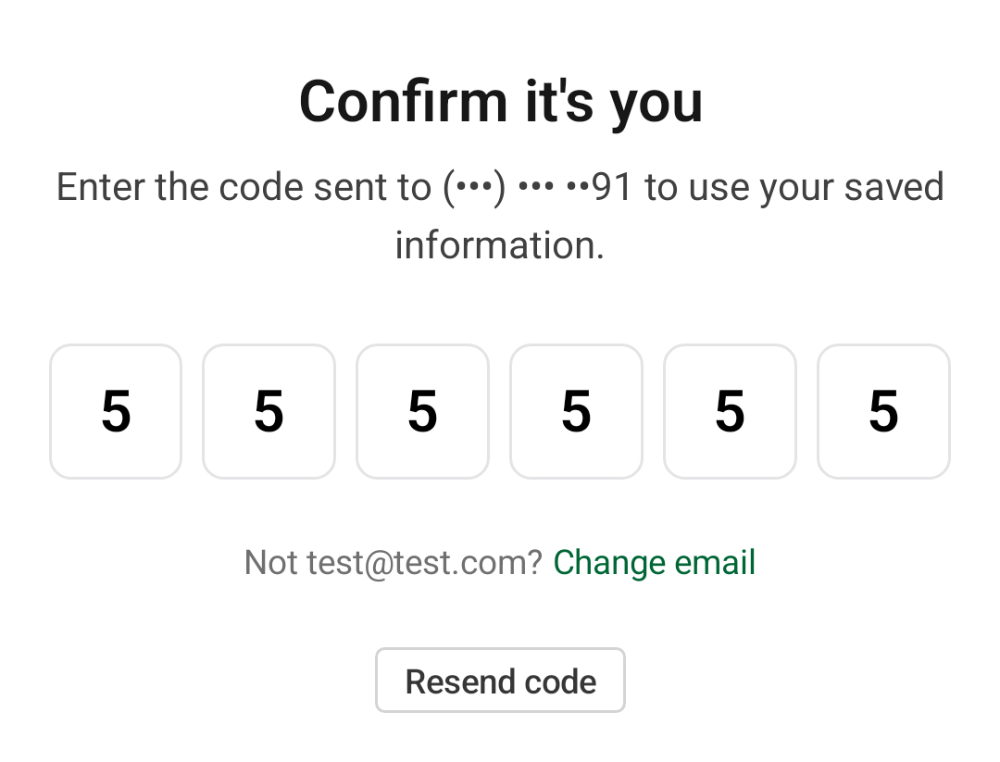 Confirm it's you
Enter the code sent to (•••) ••• ••91 to use your saved
information.
5 5 5 5 5 5
Not test@test.com? Change email
Resend code